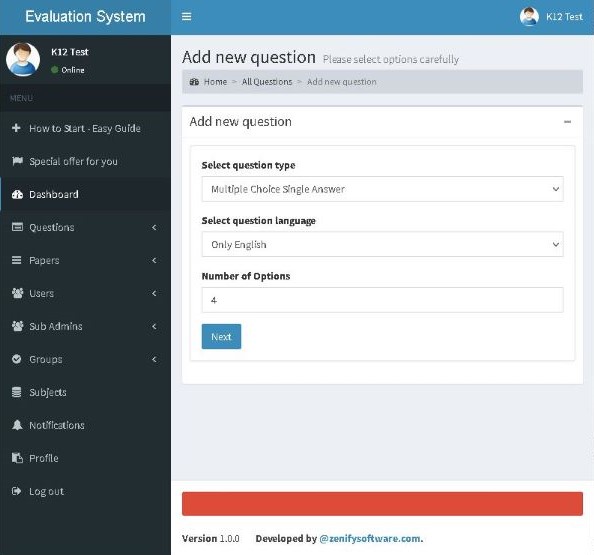 Evaluation System
K12 Test
K12 Test
Online
MENU
How to Start - Easy Guide
Special offer for you
Dashboard
Questions
Papers
Users
Sub Admins
Groups
Subjects
Notifications
Profile
Log out
Add new question Please select options carefully
Home > All Questions > Add new question
Add new question
Select question type
Multiple Choice Single Answer
Select question language
Only English
Number of Options
4
Next
Version 1.0.0 Developed by @zenifysoftware.com.